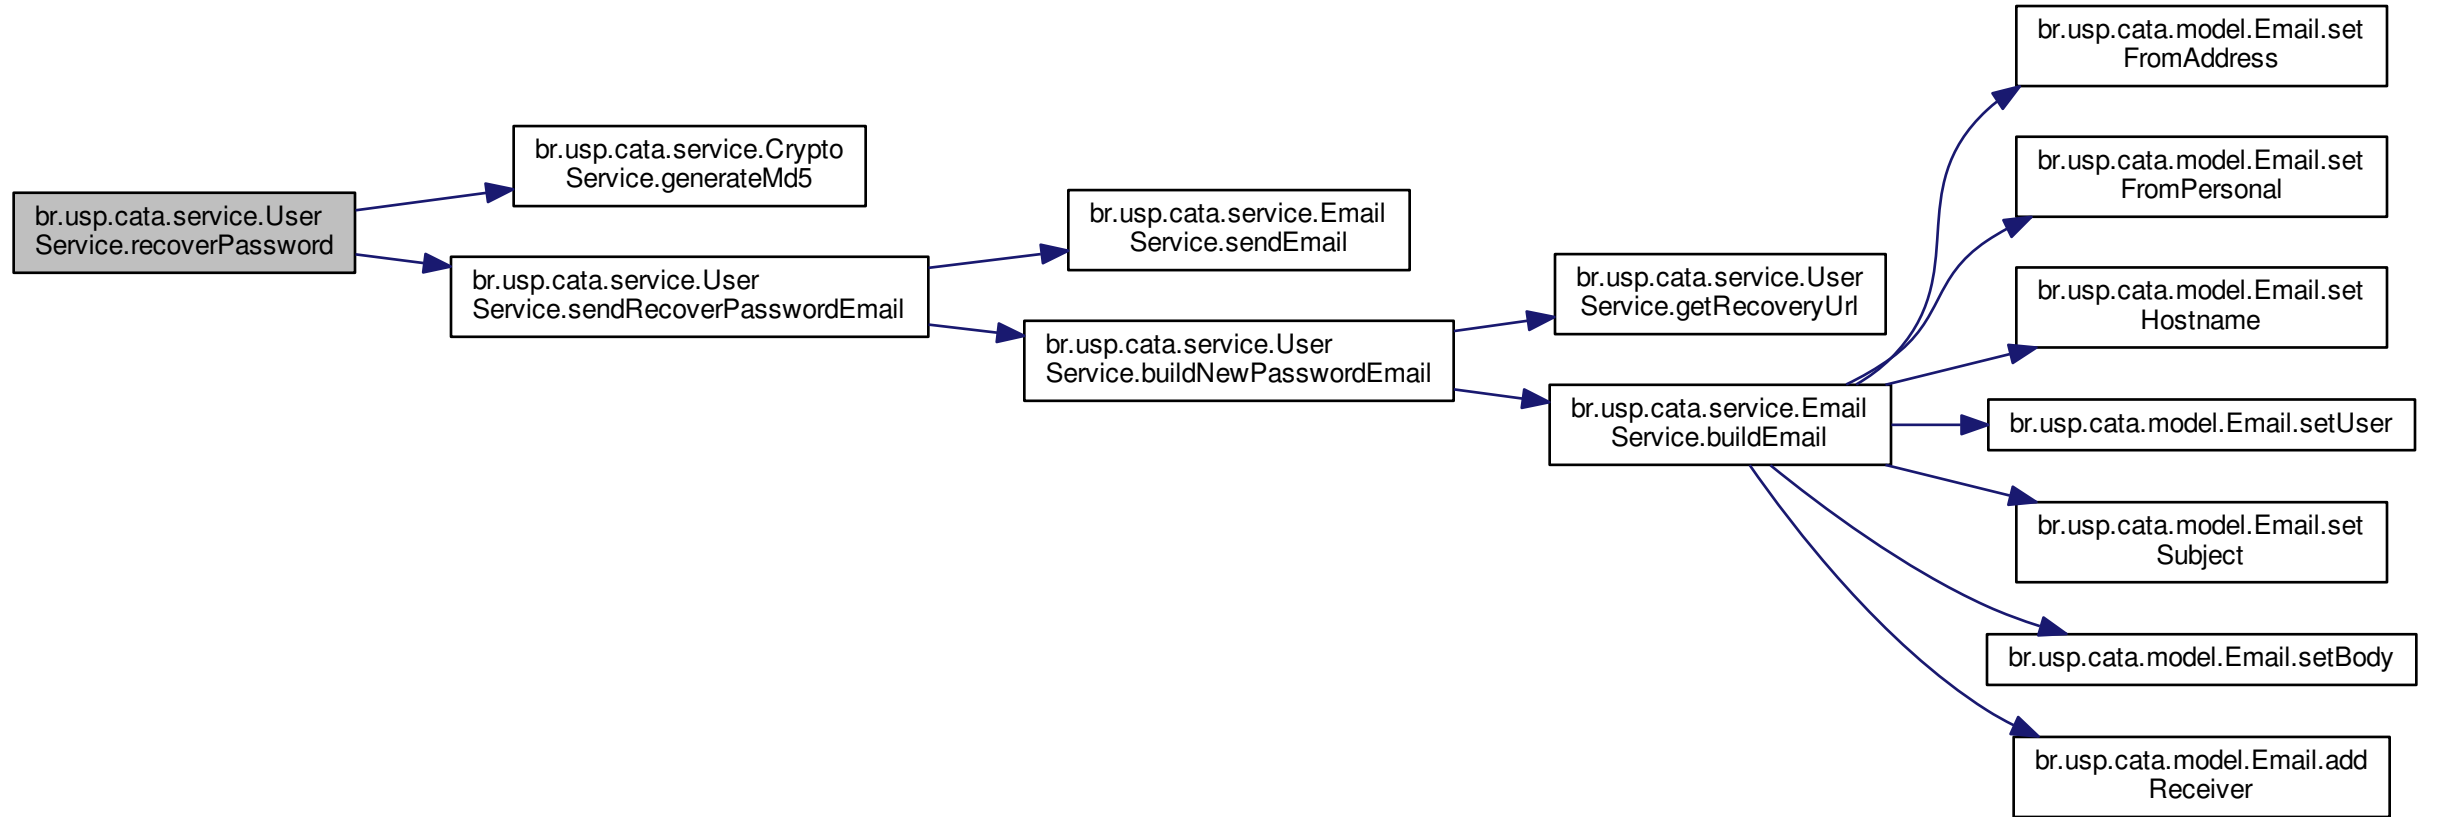 br.usp.cata.service.User
Service.recoverPassword
br.usp.cata.service.Crypto
Service.generateMd5
br.usp.cata.service.User
Service.sendRecoverPasswordEmail
br.usp.cata.service.Email
Service.sendEmail
br.usp.cata.service.User
Service.buildNewPasswordEmail
br.usp.cata.service.User
Service.getRecoveryUrl
br.usp.cata.service.Email
Service.buildEmail
br.usp.cata.model.Email.set
FromAddress
br.usp.cata.model.Email.set
FromPersonal
br.usp.cata.model.Email.set
Hostname
br.usp.cata.model.Email.setUser
br.usp.cata.model.Email.set
Subject
br.usp.cata.model.Email.setBody
br.usp.cata.model.Email.add
Receiver